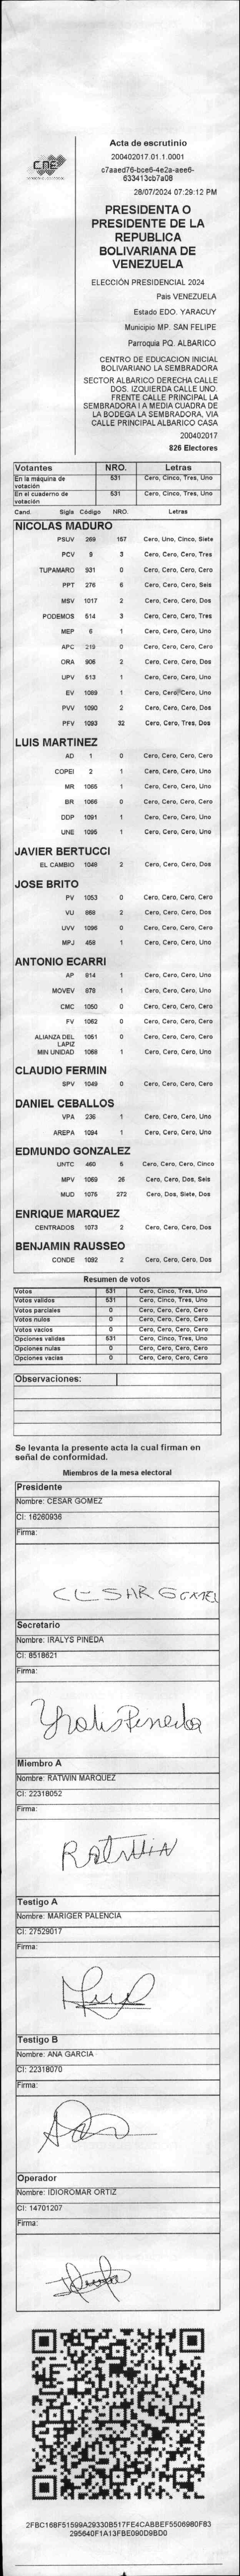 CNE
Acta de escrutinio
200402017.01.1.0001
c7aaed76-bce6-4e2a-aee6-
633413cb7a08
28/07/2024 07:29:12 PM
PRESIDENTA O
PRESIDENTE DE LA
REPUBLICA
BOLIVARIANA DE
VENEZUELA
ELECCIÓN PRESIDENCIAL 2024
Pais VENEZUELA
Estado EDO. YARACUY
Municipio MP. SAN FELIPE
Parroquia PQ. ALBARICO
CENTRO DE EDUCACION INICIAL
BOLIVARIANO LA SEMBRADORA
SECTOR ALBARICO DERECHA CALLE
DOS. IZQUIERDA CALLE UNO.
FRENTE CALLE PRINCIPAL LA
SEMBRADORA I A MEDIA CUADRA DE
LA BODEGA LA SEMBRADORA, VIA
CALLE PRINCIPAL ALBARICO CASA
200402017
826 Electores
Votantes NRO. Letras
En la máquina de votación 531 Cero, Cinco, Tres, Uno
En el cuaderno de votación 531 Cero, Cinco, Tres, Uno
Cand. Sigla Código NRO. Letras
NICOLAS MADURO
PSUV 269 157 Cero, Uno, Cinco, Siete
PCV 9 3 Cero, Cero, Cero, Tres
TUPAMARO 931 0 Cero, Cero, Cero, Cero
PPT 276 6 Cero, Cero, Cero, Seis
MSV 1017 2 Cero, Cero, Cero, Dos
PODEMOS 514 3 Cero, Cero, Cero, Tres
MEP 6 1 Cero, Cero, Cero, Uno
APC 219 0 Cero, Cero, Cero, Cero
ORA 906 2 Cero, Cero, Cero, Dos
UPV 613 1 Cero, Cero, Cero, Uno
EV 1089 1 Cero, Cero, Cero, Uno
PVV 1090 2 Cero, Cero, Cero, Dos
PFV 1093 32 Cero, Cero, Tres, Dos
LUIS MARTINEZ
AD 1 0 Cero, Cero, Cero, Cero
COPEI 2 1 Cero, Cero, Cero, Uno
MR 1065 1 Cero, Cero, Cero, Uno
BR 1066 0 Cero, Cero, Cero, Cero
DDP 1091 1 Cero, Cero, Cero, Uno
UNE 1095 1 Cero, Cero, Cero, Uno
JAVIER BERTUCCI
EL CAMBIO 1048 2 Cero, Cero, Cero, Dos
JOSE BRITO
PV 1053 0 Cero, Cero, Cero, Cero
VU 868 2 Cero, Cero, Cero, Dos
UVV 1096 0 Cero, Cero, Cero, Cero
MPJ 458 1 Cero, Cero, Cero, Uno
ANTONIO ECARRI
AP 814 1 Cero, Cero, Cero, Uno
MOVEV 878 1 Cero, Cero, Cero, Uno
CMC 1050 0 Cero, Cero, Cero, Cero
FV 1062 0 Cero, Cero, Cero, Cero
ALIANZA DEL LAPIZ 1051 0 Cero, Cero, Cero, Cero
MIN UNIDAD 1068 1 Cero, Cero, Cero, Uno
CLAUDIO FERMIN
SPV 1049 0 Cero, Cero, Cero, Cero
DANIEL CEBALLOS
VPA 236 1 Cero, Cero, Cero, Uno
AREPA 1094 1 Cero, Cero, Cero, Uno
EDMUNDO GONZALEZ
UNTC 460 5 Cero, Cero, Cero, Cinco
MPV 1069 26 Cero, Cero, Dos, Seis
MUD 1075 272 Cero, Dos, Siete, Dos
ENRIQUE MARQUEZ
CENTRADOS 1073 2 Cero, Cero, Cero, Dos
BENJAMIN RAUSSEO
CONDE 1092 2 Cero, Cero, Cero, Dos
Resumen de votos
Votos 531 Cero, Cinco, Tres, Uno
Votos validos 531 Cero, Cinco, Tres, Uno
Votos parciales 0 Cero, Cero, Cero, Cero
Votos nulos 0 Cero, Cero, Cero, Cero
Votos vacios 0 Cero, Cero, Cero, Cero
Opciones validas 531 Cero, Cinco, Tres, Uno
Opciones nulas 0 Cero, Cero, Cero, Cero
Opciones vacias 0 Cero, Cero, Cero, Cero
Observaciones:
Se levanta la presente acta la cual firman en
señal de conformidad.
Miembros de la mesa electoral
Presidente
Nombre: CESAR GOMEZ
CI: 16260936
Firma:
CESAR GOMEZ
Secretario
Nombre: IRALYS PINEDA
CI: 8518621
Firma:
Yralis Pineda
Miembro A
Nombre: RATWIN MARQUEZ
CI: 22318052
Firma:
RATWIN
Testigo A
Nombre: MARIGER PALENCIA
CI: 27529017
Firma:
Testigo B
Nombre: ANA GARCIA
CI: 22318070
Firma:
Operador
Nombre: IDIOROMAR ORTIZ
CI: 14701207
Firma:
2FBC168F51599A29330B517FE4CABBEF5506980F83
295640F1A13FBE090D9BD0